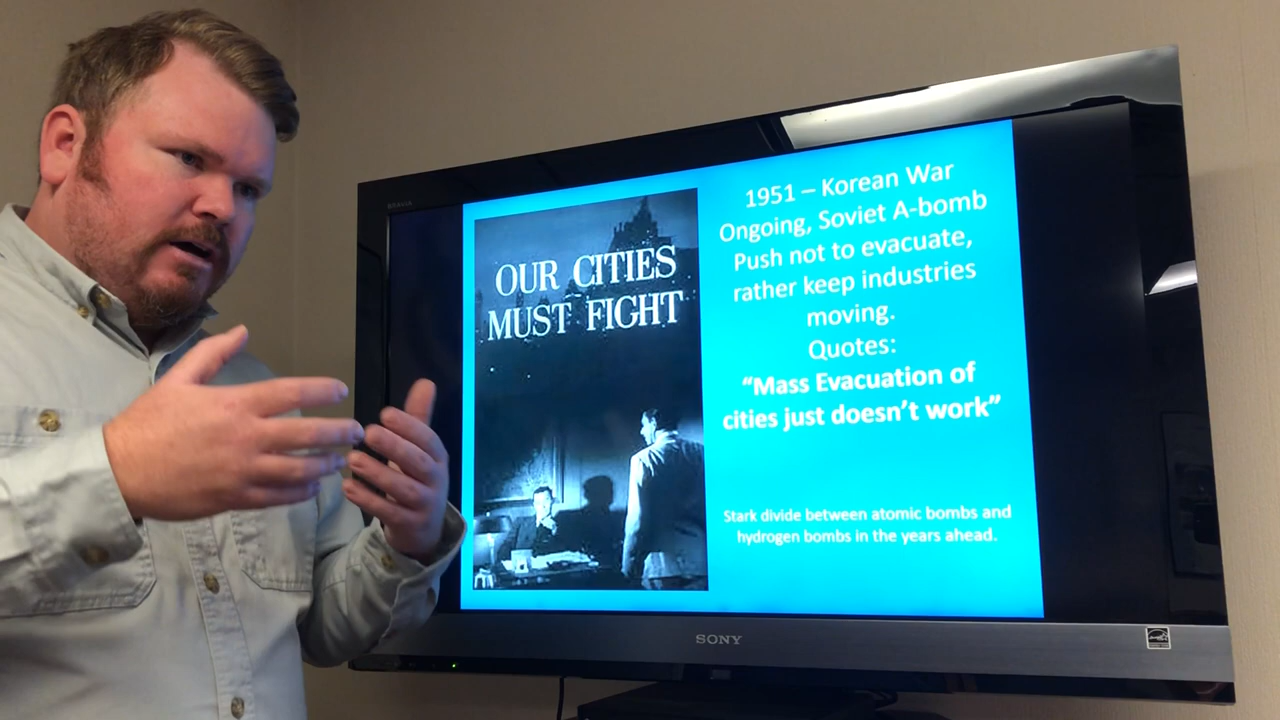 BRAVIA
OUR CITIES
MUST FIGHT
1951 – Korean War
Ongoing, Soviet A-bomb
Push not to evacuate,
rather keep industries
moving.
Quotes:
“Mass Evacuation of
cities just doesn’t work”
Stark divide between atomic bombs and
hydrogen bombs in the years ahead.
SONY